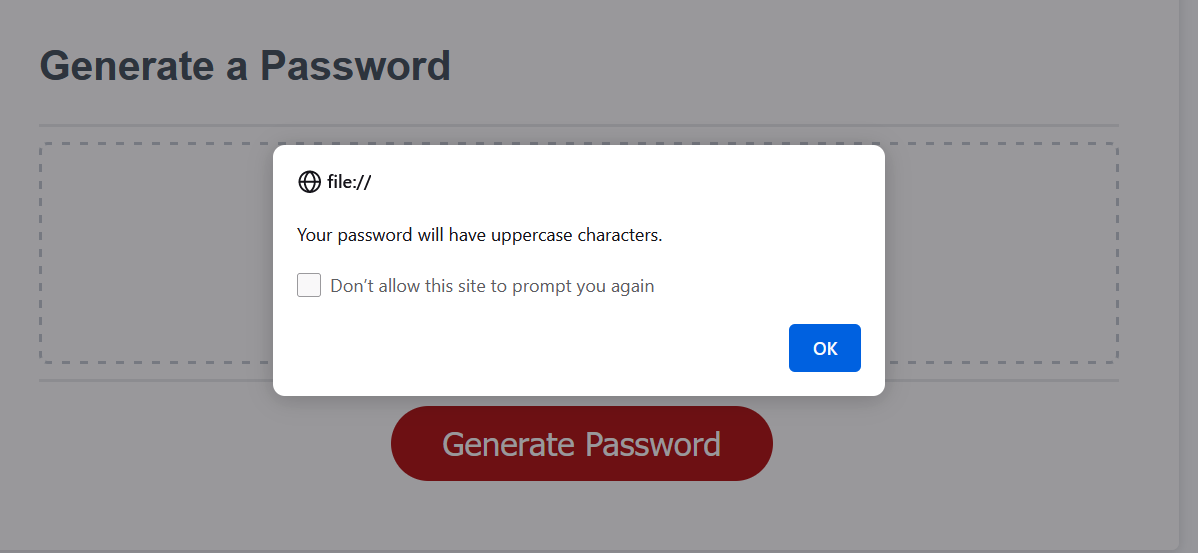 Generate a Password
file://
Your password will have uppercase characters.
Don’t allow this site to prompt you again
OK
Generate Password